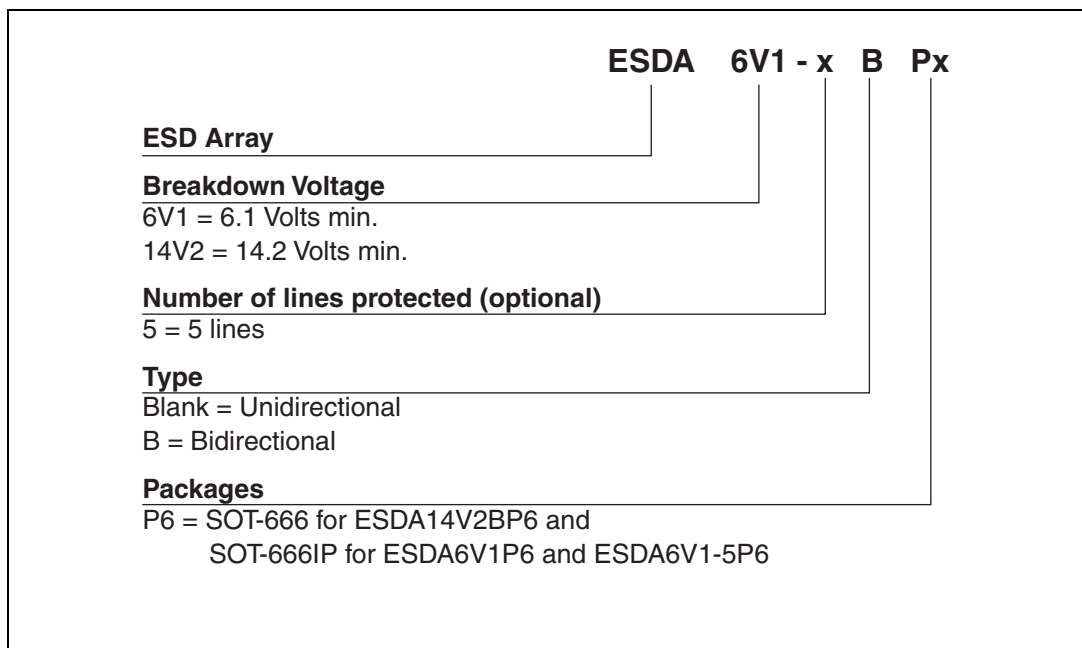 ESDA 6V1 - x B Px
ESD Array
Breakdown Voltage
6V1 = 6.1 Volts min.
14V2 = 14.2 Volts min.
Number of lines protected (optional)
5 = 5 lines
Type
Blank = Unidirectional
B = Bidirectional
Packages
P6 = SOT-666 for ESDA14V2BP6 and
SOT-666IP for ESDA6V1P6 and ESDA6V1-5P6